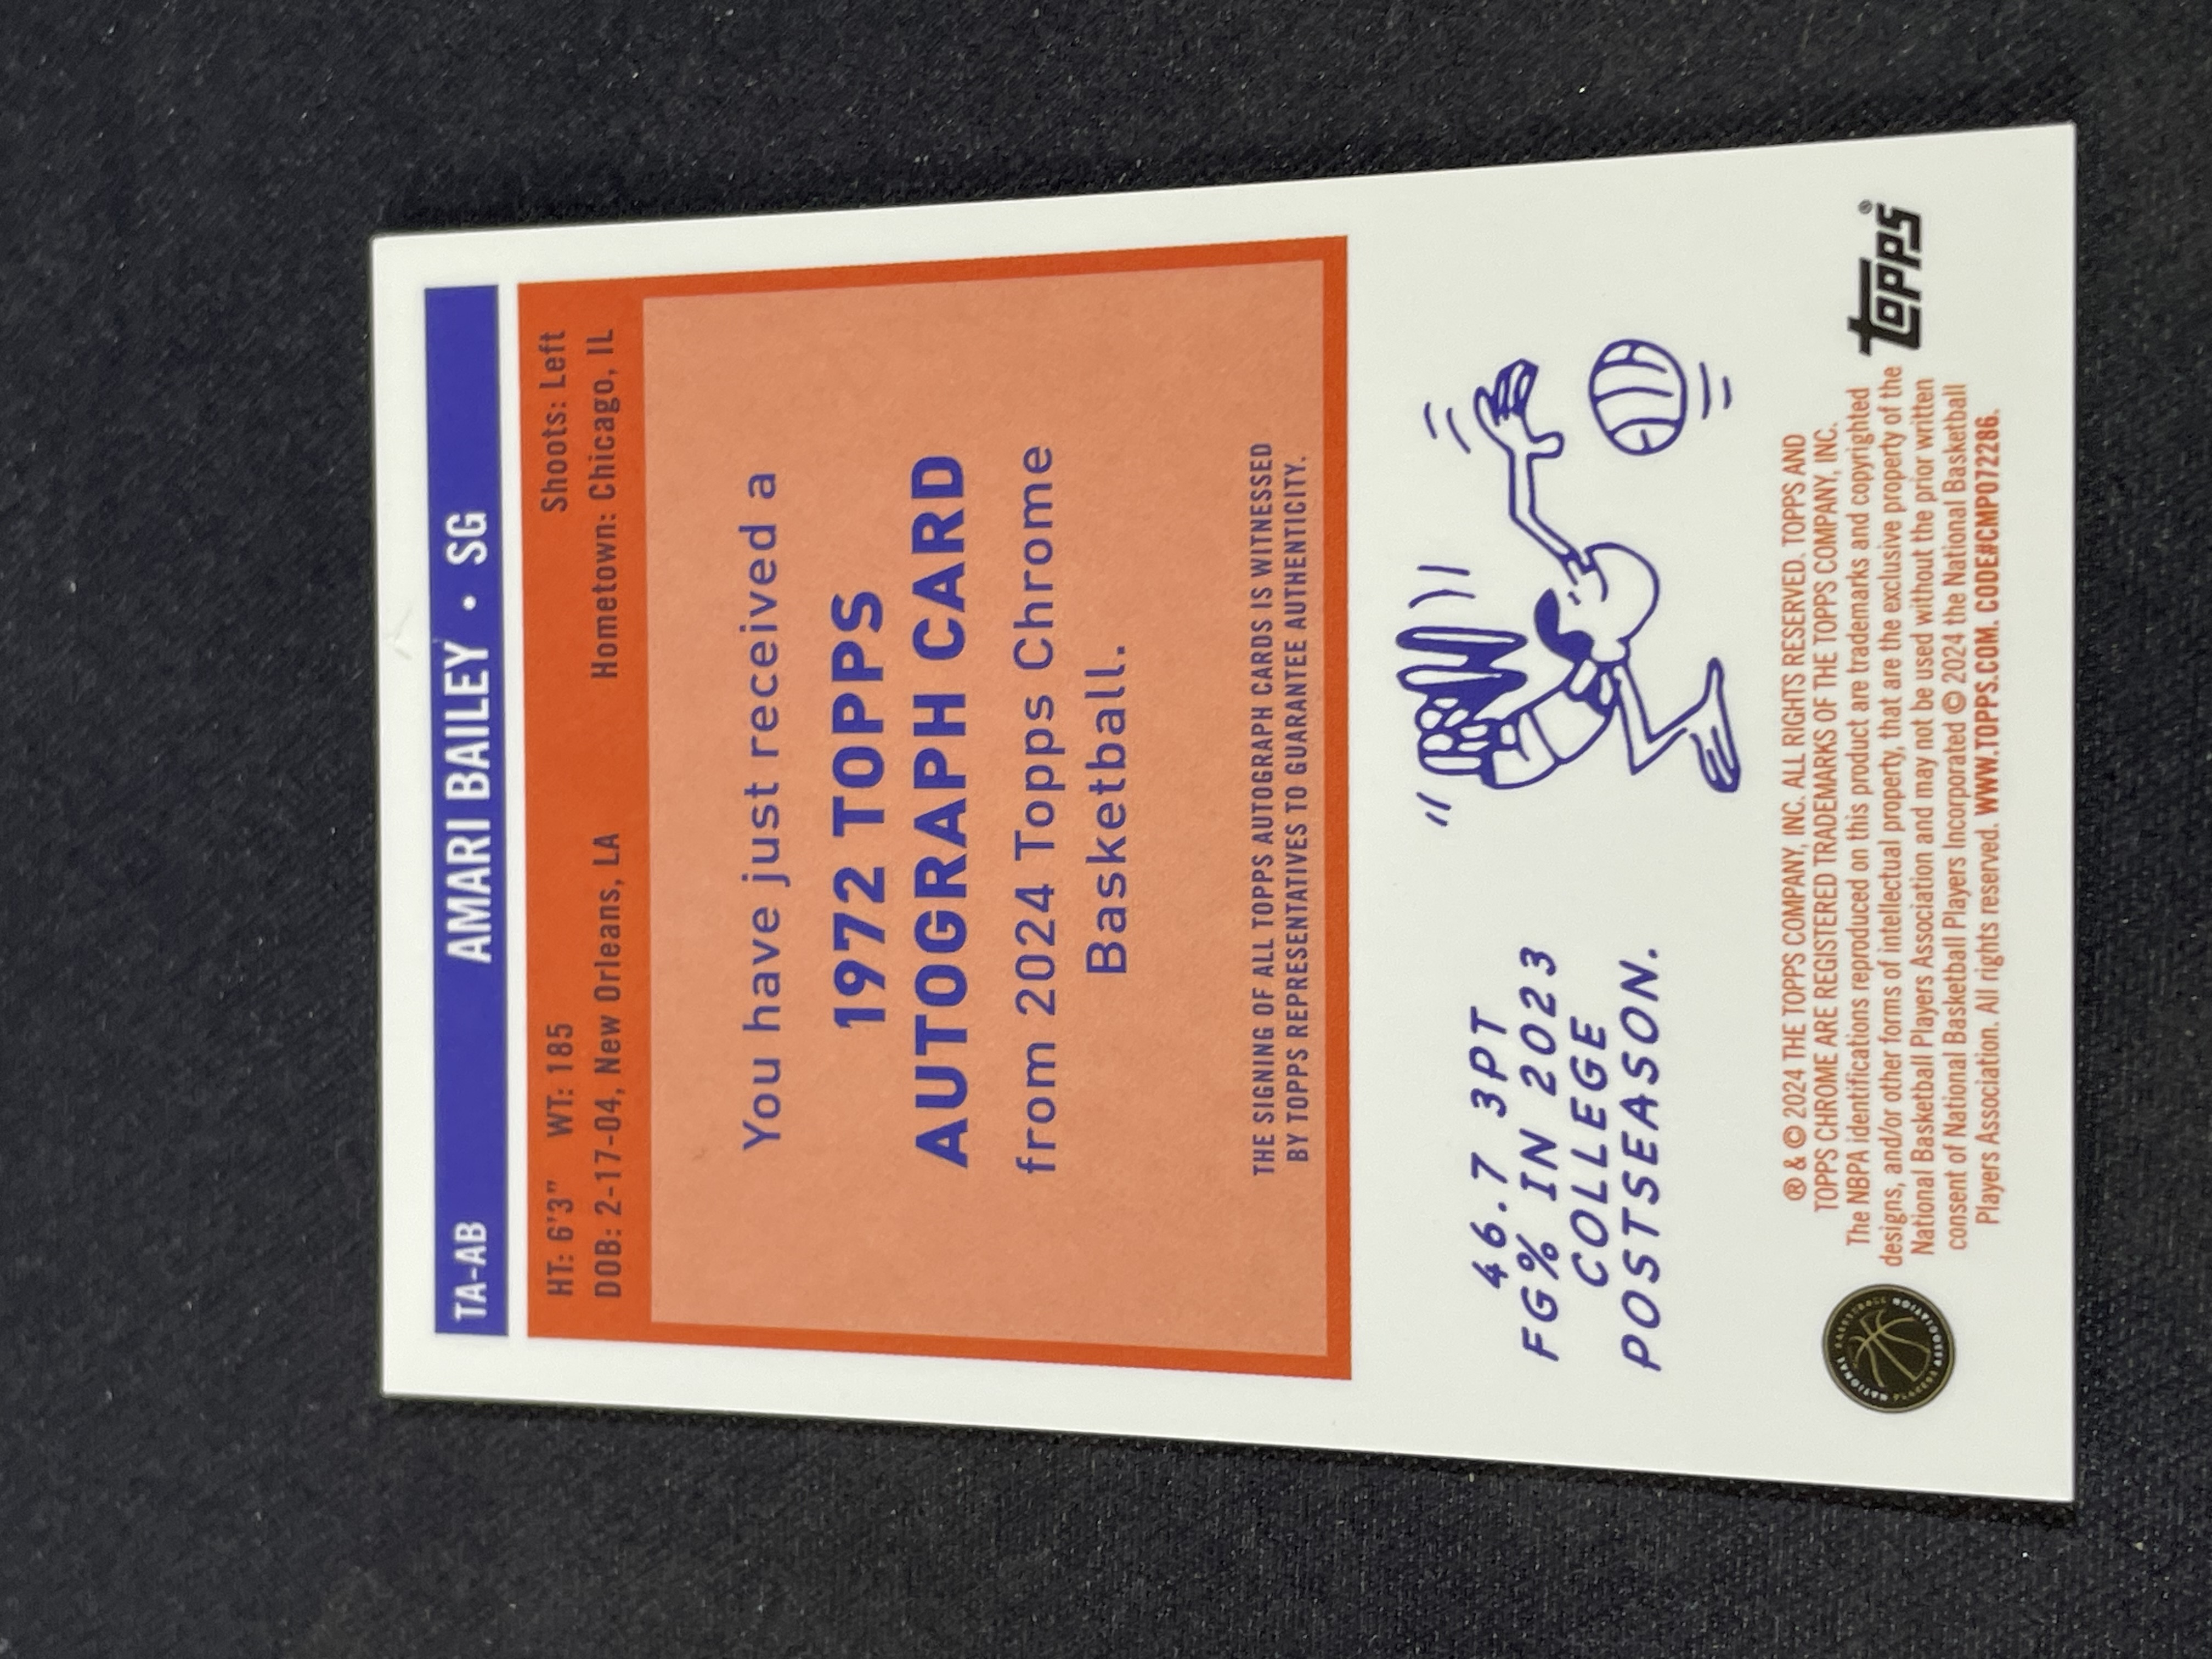 TA-AB
AMARI BAILEY • SG
HT: 6'3" WT: 185 Shoots: Left
DOB: 2-17-04, New Orleans, LA Hometown: Chicago, IL
You have just received a
1972 TOPPS
AUTOGRAPH CARD
from 2024 Topps Chrome
Basketball.
THE SIGNING OF ALL TOPPS AUTOGRAPH CARDS IS WITNESSED
BY TOPPS REPRESENTATIVES TO GUARANTEE AUTHENTICITY.
46.7 3PT
FG% IN 2023
COLLEGE
POSTSEASON.
® & © 2024 THE TOPPS COMPANY, INC. ALL RIGHTS RESERVED. TOPPS AND
TOPPS CHROME ARE REGISTERED TRADEMARKS OF THE TOPPS COMPANY, INC.
The NBPA identifications reproduced on this product are trademarks and copyrighted
designs, and/or other forms of intellectual property, that are the exclusive property of the
National Basketball Players Association and may not be used without the prior written
consent of National Basketball Players Incorporated © 2024 the National Basketball
Players Association. All rights reserved. WWW.TOPPS.COM. CODE#CMP072286.
topps®